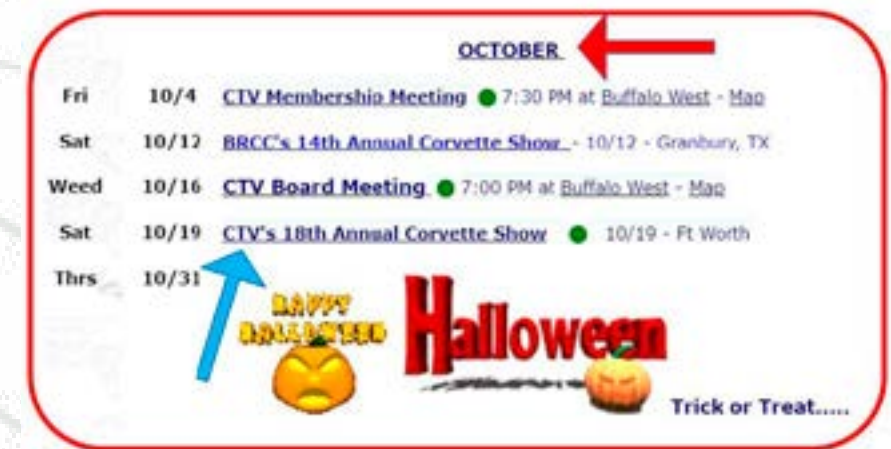 OCTOBER
Fri 10/4 CTV Membership Meeting 7:30 PM at Buffalo West - Map
Sat 10/12 BRCC's 14th Annual Corvette Show - 10/12 - Granbury, TX
Weed 10/16 CTV Board Meeting 7:00 PM at Buffalo West - Map
Sat 10/19 CTV's 18th Annual Corvette Show 10/19 - Ft Worth
Thrs 10/31
HAPPY
HALLOWEEN
Halloween
Trick or Treat.....